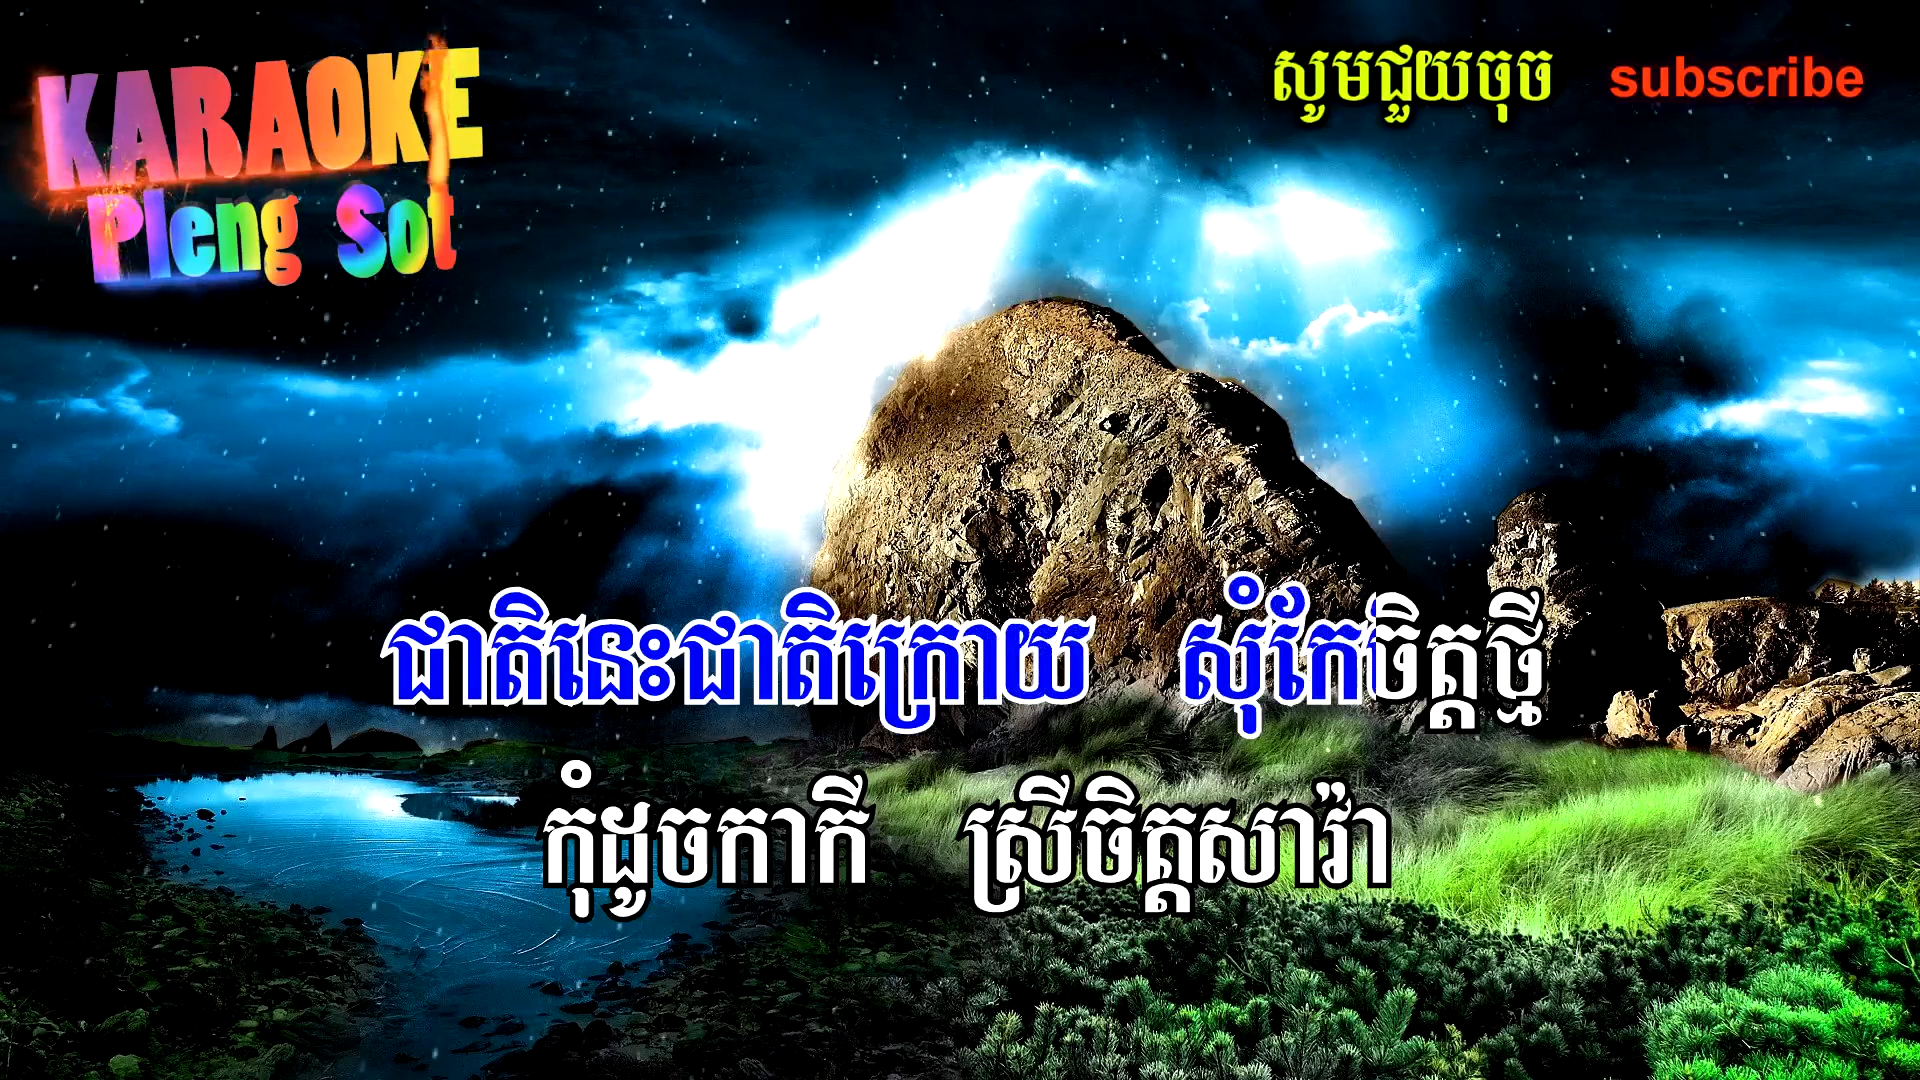 KARAOKE
Pleng Sot
សូមជួយចុច subscribe
ជាតិនេះជាតិក្រោយ សុំកែចិត្តថ្មី
កុំដូចកាកី ស្រីចិត្តសាវ៉ា